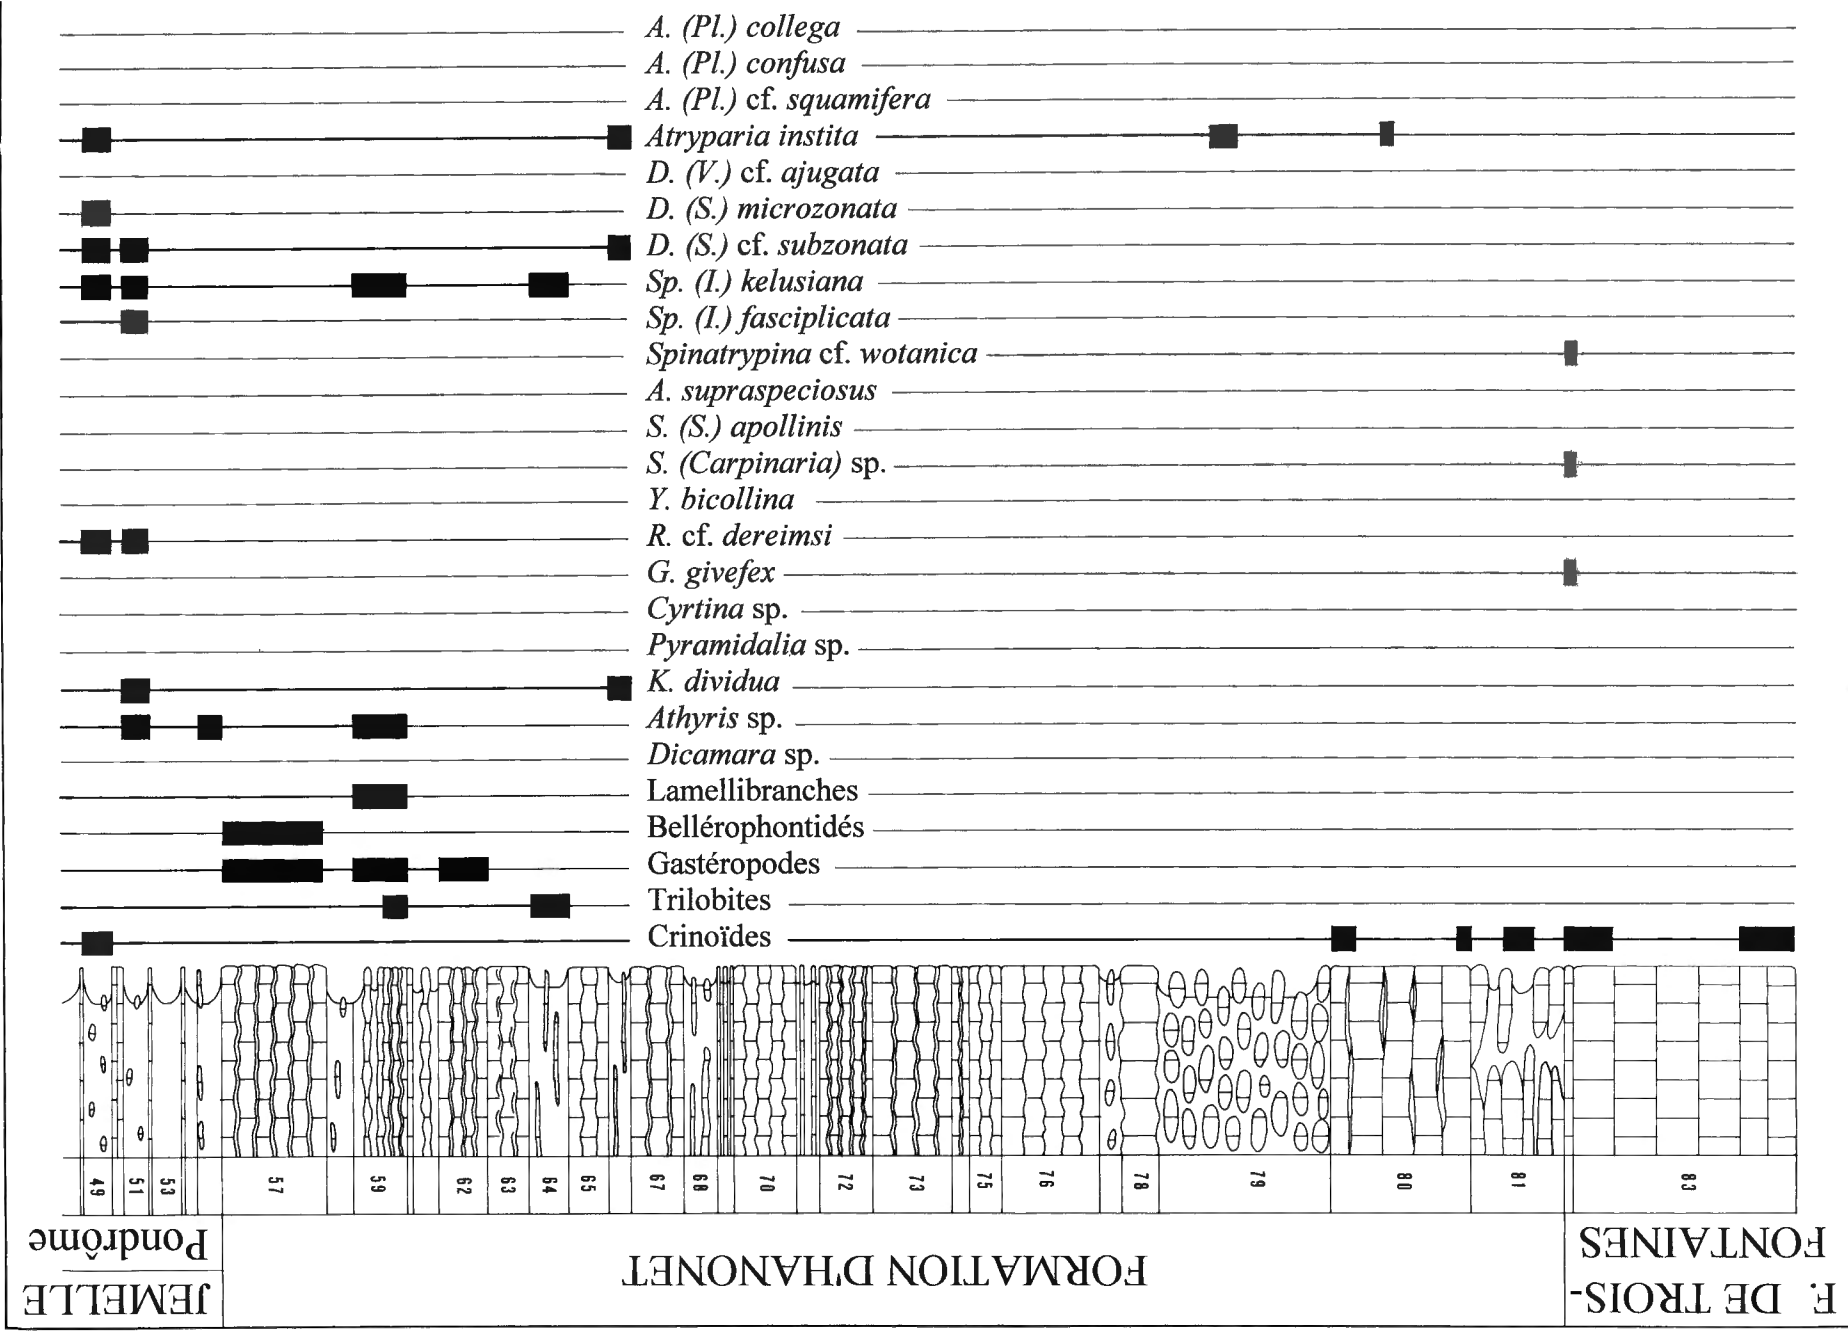 A. (Pl.) collega
A. (Pl.) confusa
A. (Pl.) cf. squamifera
Atryparia instita
D. (V.) cf. ajugata
D. (S.) microzonata
D. (S.) cf. subzonata
Sp. (I.) kelusiana
Sp. (I.) fasciplicata
Spinatrypina cf. wotanica
A. supraspeciosus
S. (S.) apollinis
S. (Carpinaria) sp.
Y. bicollina
R. cf. dereimsi
G. givefex
Cyrtina sp.
Pyramidalia sp.
K. dividua
Athyris sp.
Dicamara sp.
Lamellibranches
Bellérophontidés
Gastéropodes
Trilobites
Crinoïdes
49 51 53 57 59 62 63 64 65 67 68 70 72 73 75 76 78 79 80 81 83
Pondrôme
JEMELLE
FORMATION D'HANONET
F. DE TROIS-
FONTAINES